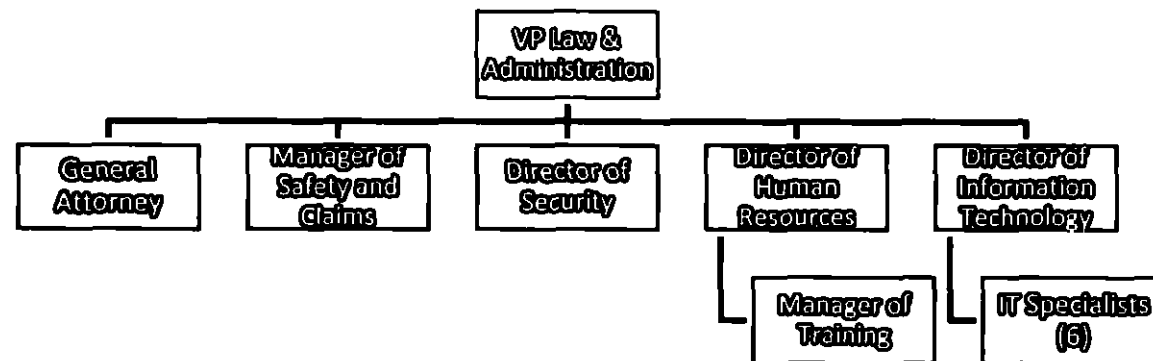 VP Law &
Administration
General
Attorney
Manager of
Safety and
Claims
Director of
Security
Director of
Human
Resources
Director of
Information
Technology
Manager of
Training
IT Specialists
(6)